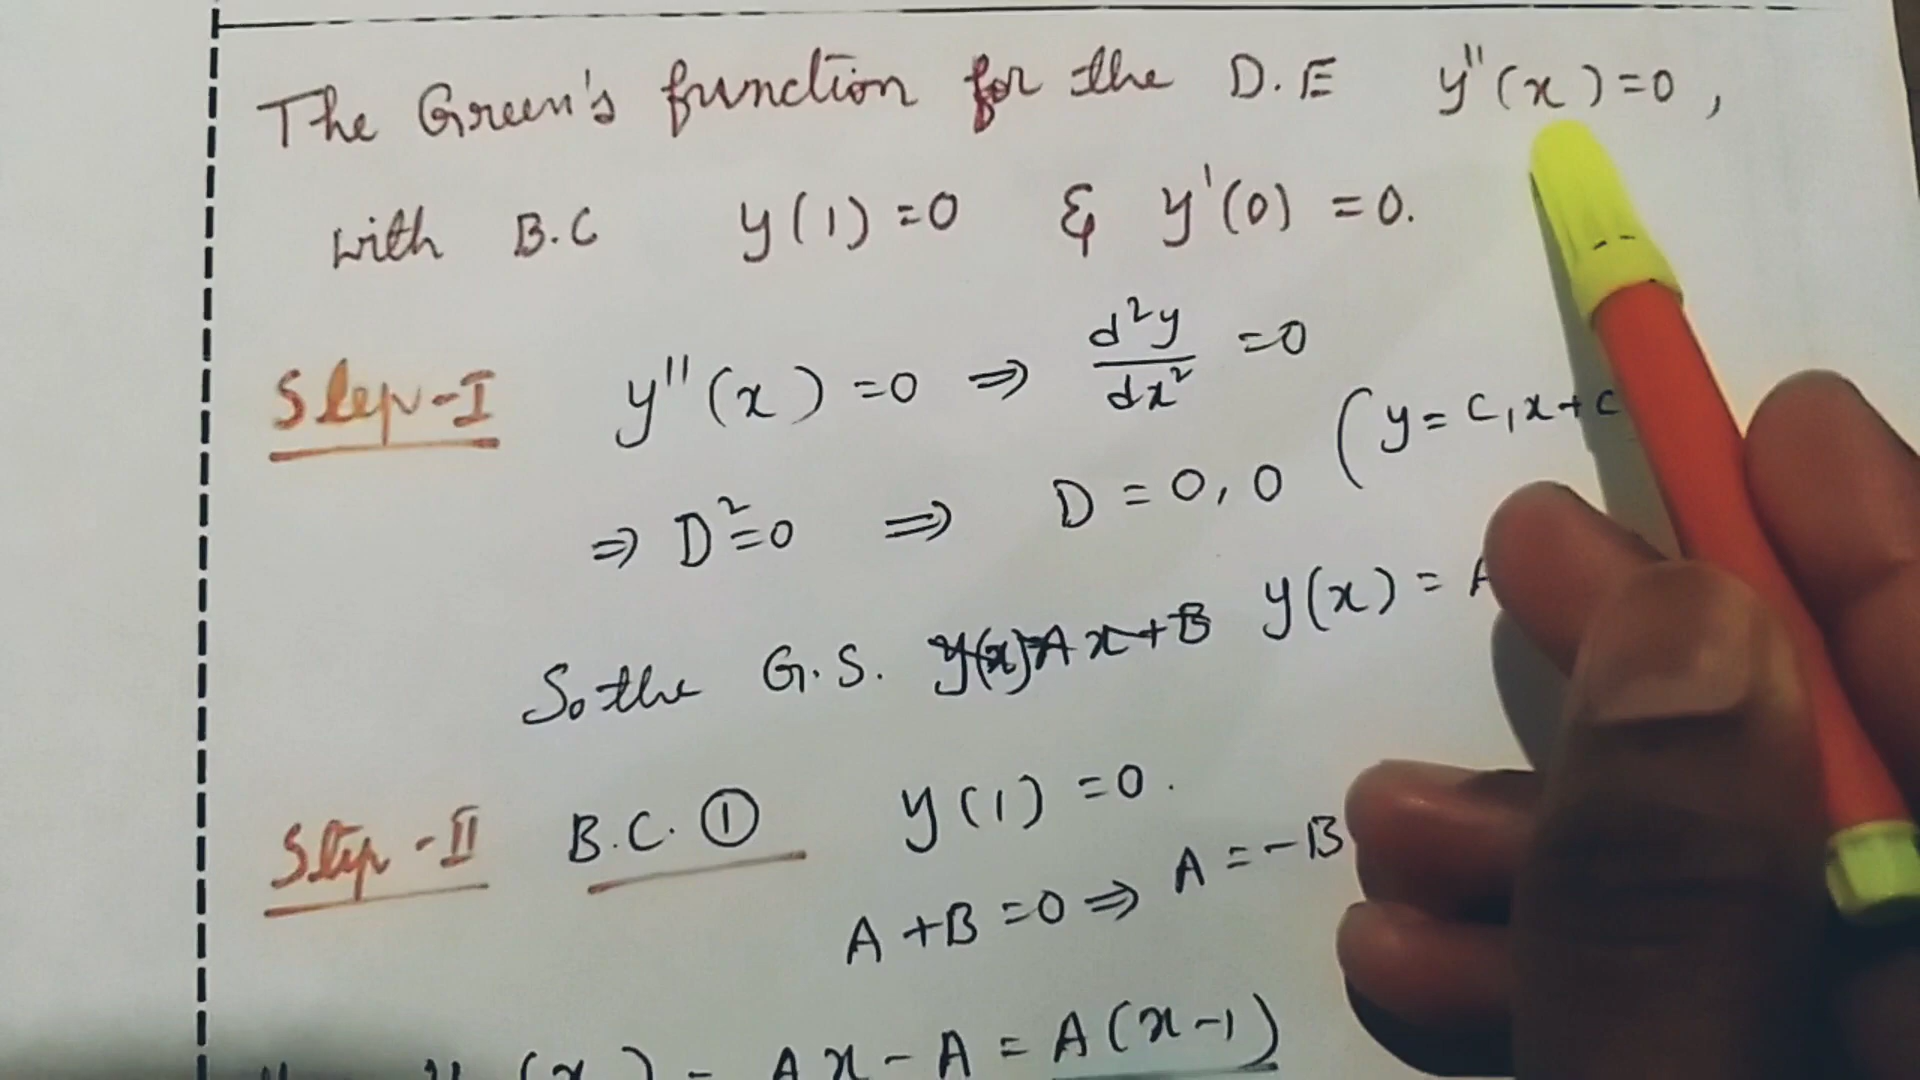 The Green's function for the D.E y''(x)=0,
with B.C y(1)=0 & y'(0)=0.
Step-I y''(x)=0 ⇒ d²y/dx² =0
⇒ D²=0 ⇒ D=0,0 (y=C₁x+C
So the G.S. y(x)=Ax+B y(x)=A
Step-II B.C. ① y(1)=0.
A+B=0 ⇒ A=-B
(x) = Ax-A = A(x-1)